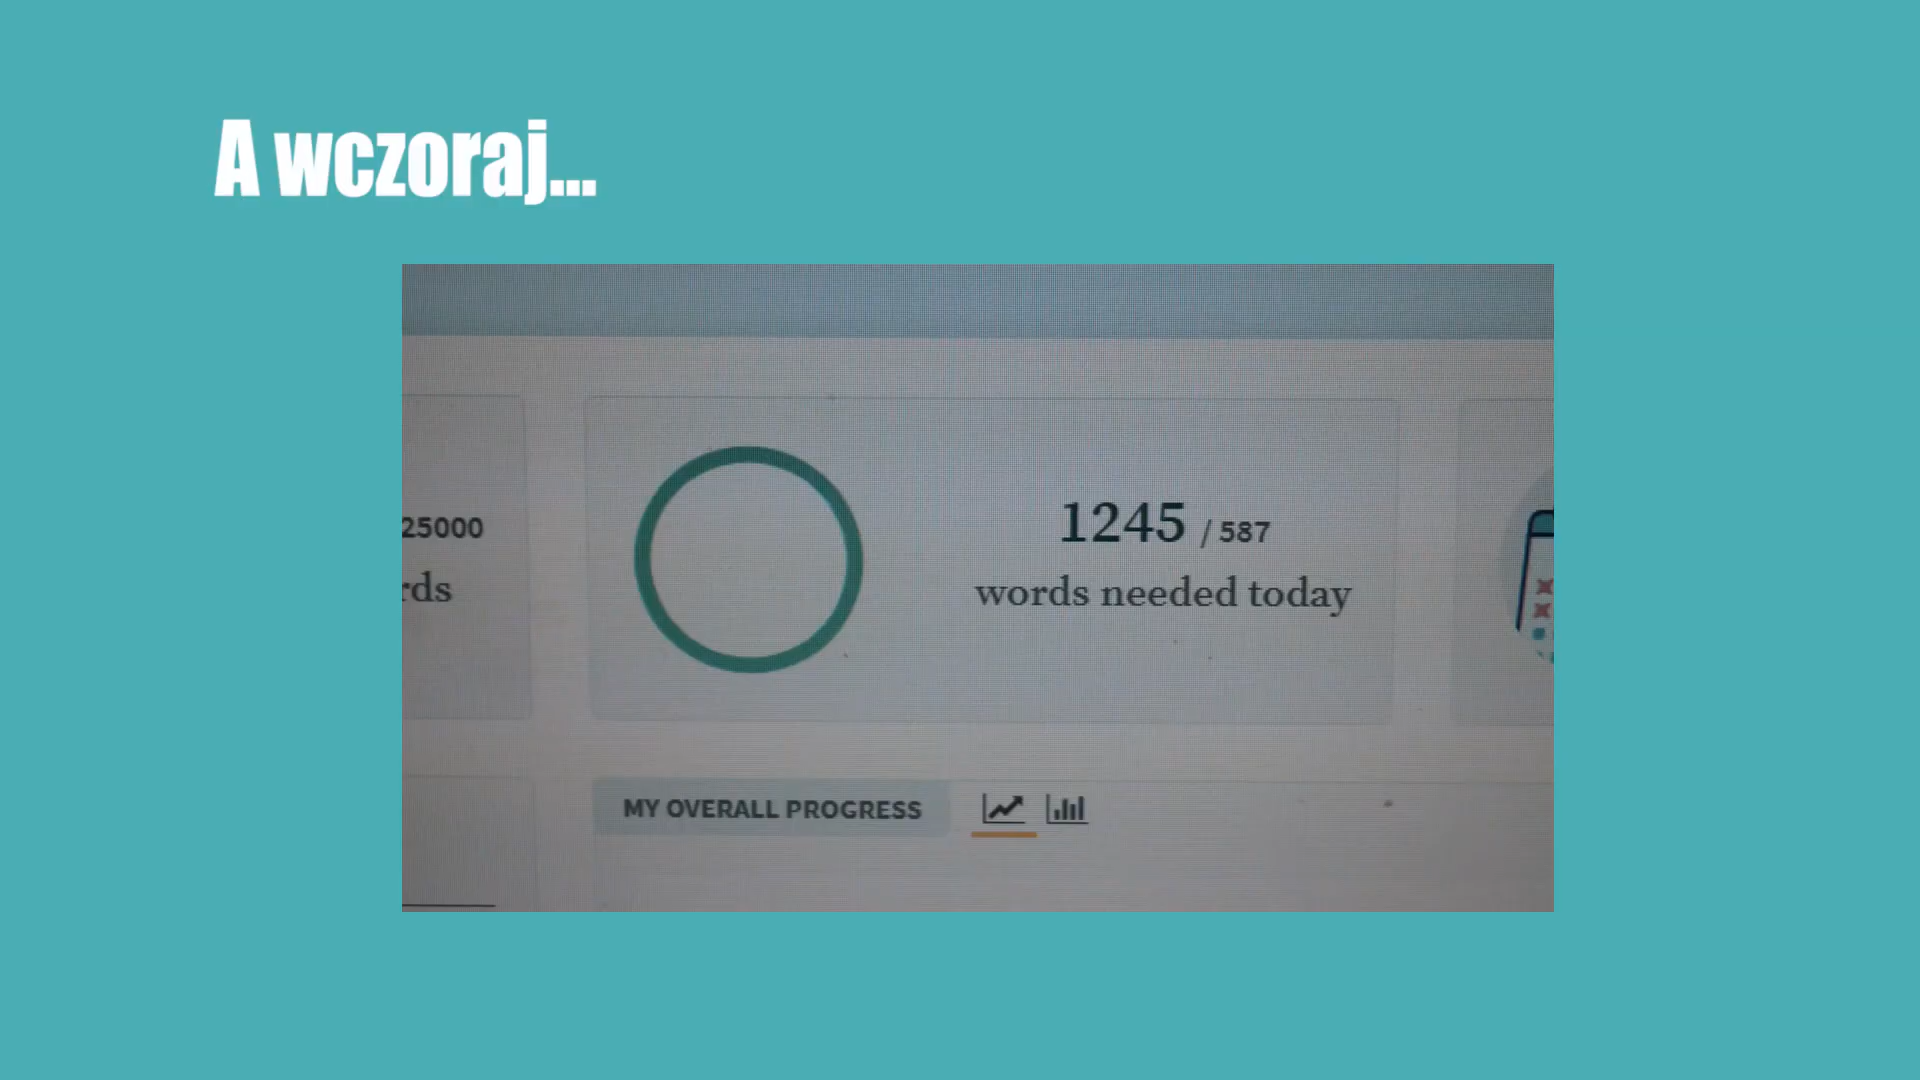 A wczoraj...
25000
rds
1245 / 587
words needed today
MY OVERALL PROGRESS